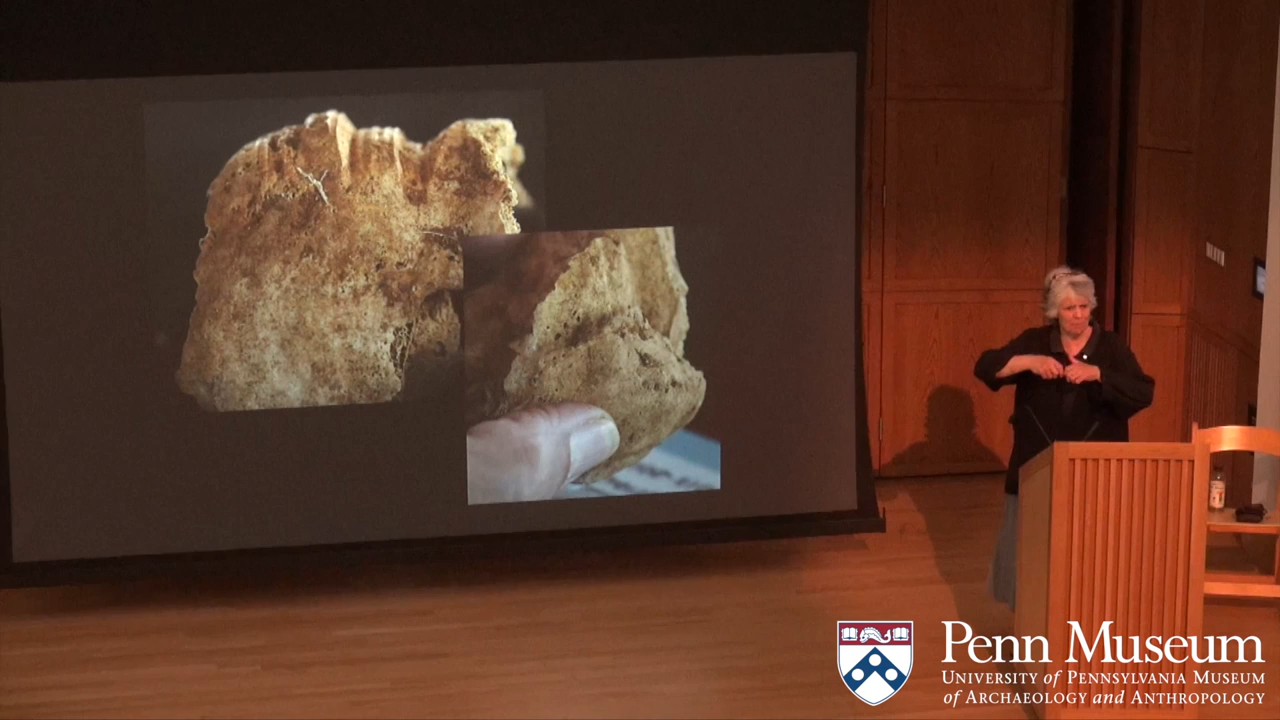 Penn Museum
University of Pennsylvania Museum
of Archaeology and Anthropology